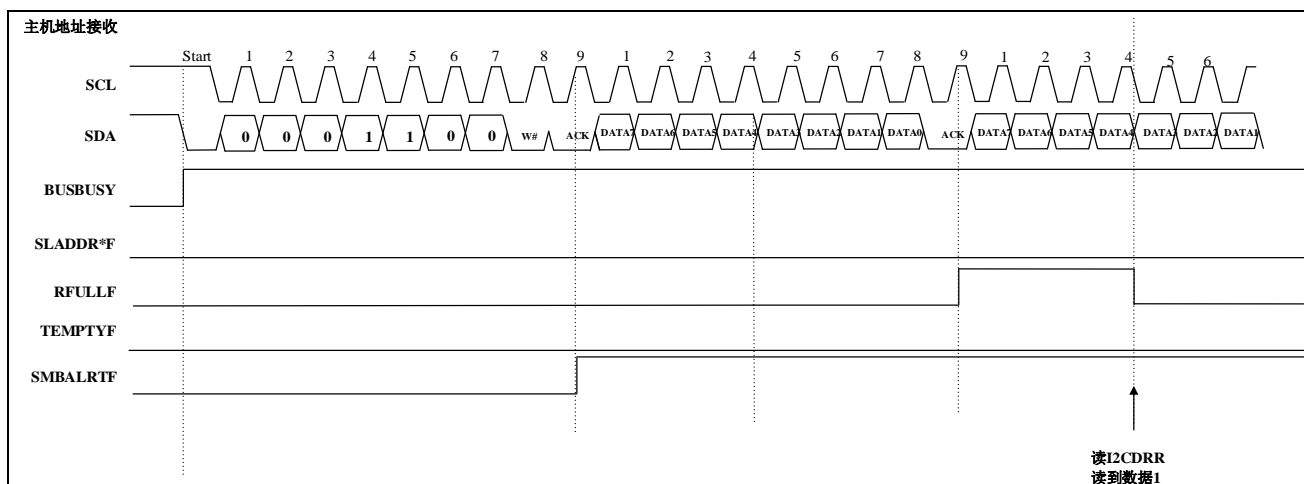 主机地址接收
Start 1 2 3 4 5 6 7 8 9 1 2 3 4 5 6 7 8 9 1 2 3 4 5 6
SCL
SDA 0 0 0 1 1 0 0 W# ACK DATA7 DATA6 DATA5 DATA4 DATA3 DATA2 DATA1 DATA0 ACK DATA7 DATA6 DATA5 DATA4 DATA3 DATA2 DATA1
BUSBUSY
SLADDR*F
RFULLF
TEMPTYF
SMBALRTF
读I2CDRR
读到数据1